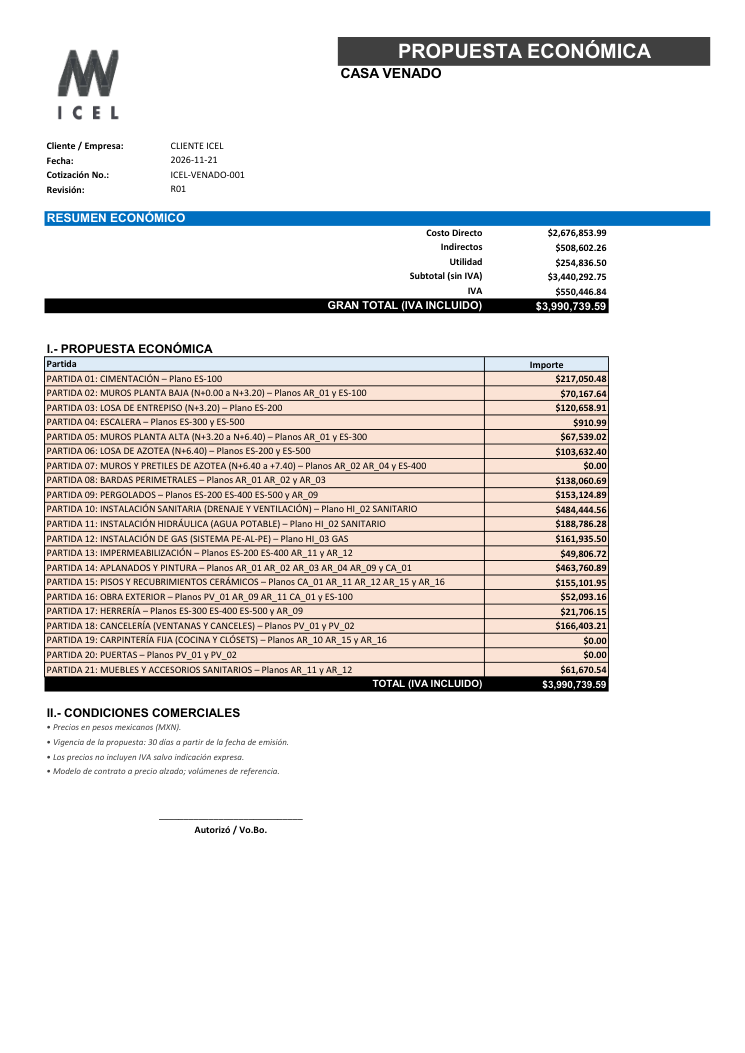 PROPUESTA ECONÓMICA
CASA VENADO
ICEL
Cliente / Empresa: CLIENTE ICEL
Fecha: 2026-11-21
Cotización No.: ICEL-VENADO-001
Revisión: R01
RESUMEN ECONÓMICO
Costo Directo $2,676,853.99
Indirectos $508,602.26
Utilidad $254,836.50
Subtotal (sin IVA) $3,440,292.75
IVA $550,446.84
GRAN TOTAL (IVA INCLUIDO) $3,990,739.59
I.- PROPUESTA ECONÓMICA
Partida Importe
PARTIDA 01: CIMENTACIÓN – Plano ES-100 $217,050.48
PARTIDA 02: MUROS PLANTA BAJA (N+0.00 a N+3.20) – Planos AR_01 y ES-100 $70,167.64
PARTIDA 03: LOSA DE ENTREPISO (N+3.20) – Plano ES-200 $120,658.91
PARTIDA 04: ESCALERA – Planos ES-300 y ES-500 $910.99
PARTIDA 05: MUROS PLANTA ALTA (N+3.20 a N+6.40) – Planos AR_01 y ES-300 $67,539.02
PARTIDA 06: LOSA DE AZOTEA (N+6.40) – Planos ES-200 y ES-500 $103,632.40
PARTIDA 07: MUROS Y PRETILES DE AZOTEA (N+6.40 a +7.40) – Planos AR_02 AR_04 y ES-400 $0.00
PARTIDA 08: BARDAS PERIMETRALES – Planos AR_01 AR_02 y AR_03 $138,060.69
PARTIDA 09: PERGOLADOS – Planos ES-200 ES-400 ES-500 y AR_09 $153,124.89
PARTIDA 10: INSTALACIÓN SANITARIA (DRENAJE Y VENTILACIÓN) – Plano HI_02 SANITARIO $484,444.56
PARTIDA 11: INSTALACIÓN HIDRÁULICA (AGUA POTABLE) – Plano HI_02 SANITARIO $188,786.28
PARTIDA 12: INSTALACIÓN DE GAS (SISTEMA PE-AL-PE) – Plano HI_03 GAS $161,935.50
PARTIDA 13: IMPERMEABILIZACIÓN – Planos ES-200 ES-400 AR_11 y AR_12 $49,806.72
PARTIDA 14: APLANADOS Y PINTURA – Planos AR_01 AR_02 AR_03 AR_04 AR_09 y CA_01 $463,760.89
PARTIDA 15: PISOS Y RECUBRIMIENTOS CERÁMICOS – Planos CA_01 AR_11 AR_12 AR_15 y AR_16 $155,101.95
PARTIDA 16: OBRA EXTERIOR – Planos PV_01 AR_09 AR_11 CA_01 y ES-100 $52,093.16
PARTIDA 17: HERRERÍA – Planos ES-300 ES-400 ES-500 y AR_09 $21,706.15
PARTIDA 18: CANCELERÍA (VENTANAS Y CANCELES) – Planos PV_01 y PV_02 $166,403.21
PARTIDA 19: CARPINTERÍA FIJA (COCINA Y CLÓSETS) – Planos AR_10 AR_15 y AR_16 $0.00
PARTIDA 20: PUERTAS – Planos PV_01 y PV_02 $0.00
PARTIDA 21: MUEBLES Y ACCESORIOS SANITARIOS – Planos AR_11 y AR_12 $61,670.54
TOTAL (IVA INCLUIDO) $3,990,739.59
II.- CONDICIONES COMERCIALES
• Precios en pesos mexicanos (MXN).
• Vigencia de la propuesta: 30 días a partir de la fecha de emisión.
• Los precios no incluyen IVA salvo indicación expresa.
• Modelo de contrato a precio alzado; volúmenes de referencia.
Autorizó / Vo.Bo.